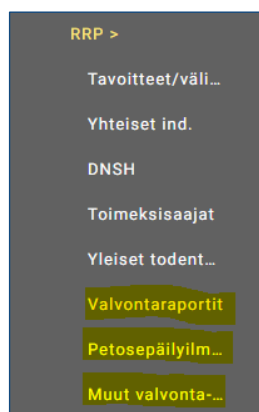 RRP >
Tavoitteet/väli...
Yhteiset ind.
DNSH
Toimeksisaajat
Yleiset todent...
Valvontaraportit
Petosepäilyilm...
Muut valvonta-...